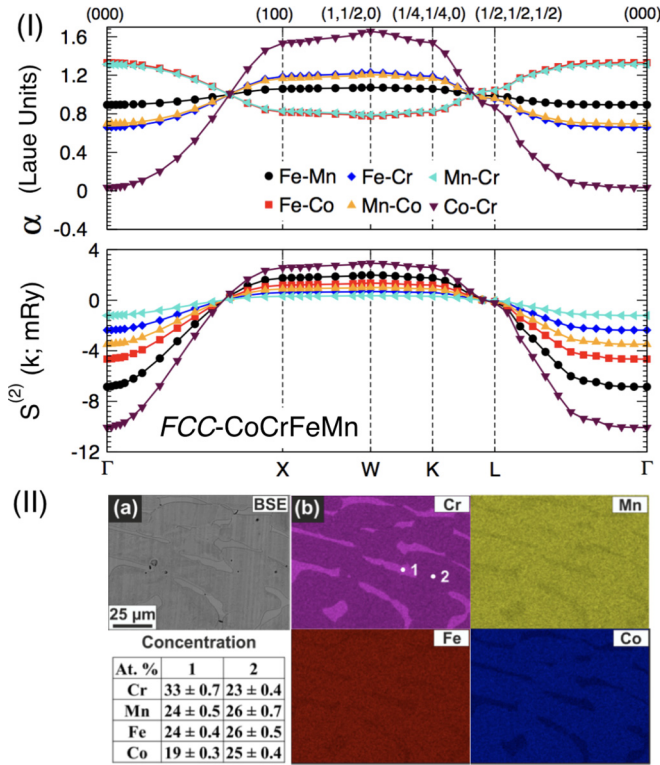 (I)
(000) (100) (1,1/2,0) (1/4,1/4,0) (1/2,1/2,1/2) (000)
1.6
1.2
0.8
0.4
0
-0.4
α (Laue Units)
Fe-Mn Fe-Cr Mn-Cr
Fe-Co Mn-Co Co-Cr
4
0
-4
-8
-12
S(2) (k; mRy)
FCC-CoCrFeMn
Γ X W K L Γ
(II)
(a) BSE
25 µm
(b) Cr
1
2
Mn
Fe
Co
Concentration
At. % 1 2
Cr 33 ± 0.7 23 ± 0.4
Mn 24 ± 0.5 26 ± 0.7
Fe 24 ± 0.4 26 ± 0.5
Co 19 ± 0.3 25 ± 0.4